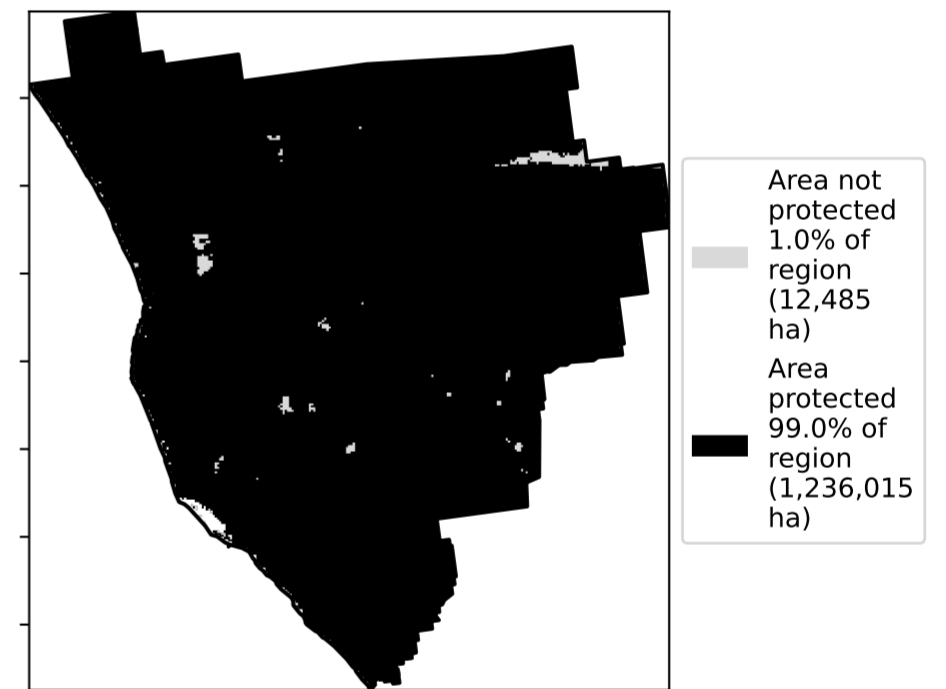 Area not
protected
1.0% of
region
(12,485
ha)
Area
protected
99.0% of
region
(1,236,015
ha)